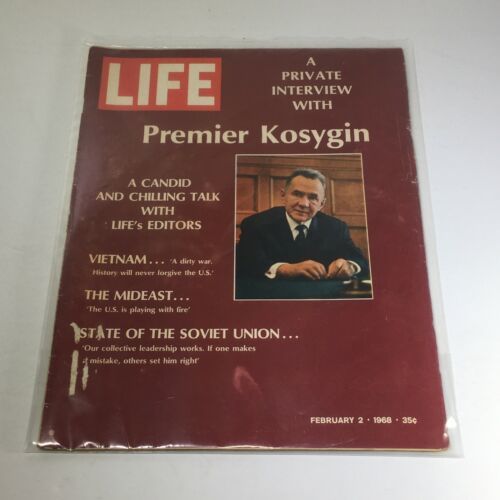 LIFE
A
PRIVATE
INTERVIEW
WITH
Premier Kosygin
A CANDID
AND CHILLING TALK
WITH
LIFE's EDITORS
VIETNAM... 'A dirty war.
History will never forgive the U.S.'
THE MIDEAST...
'The U.S. is playing with fire'
STATE OF THE SOVIET UNION...
'Our collective leadership works. If one makes
a mistake, others set him right'
FEBRUARY 2 · 1968 · 35¢